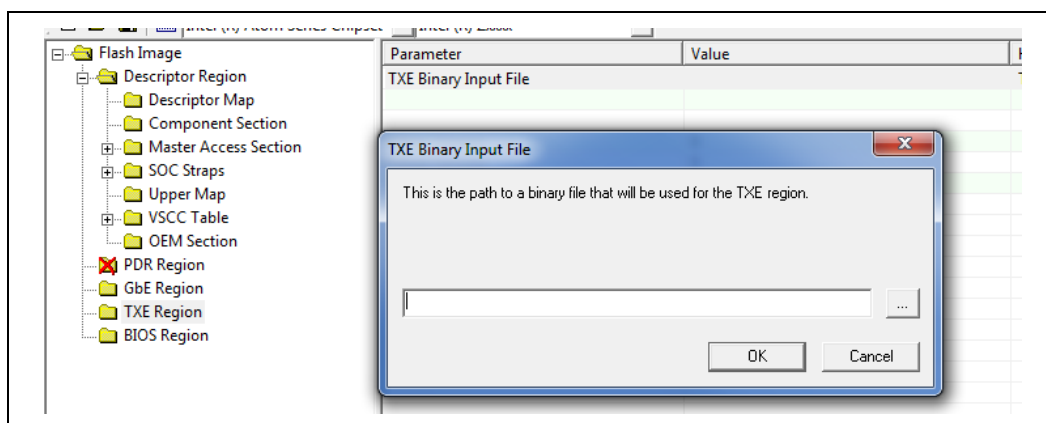 Flash Image
Descriptor Region
Descriptor Map
Component Section
Master Access Section
SOC Straps
Upper Map
VSCC Table
OEM Section
PDR Region
GbE Region
TXE Region
BIOS Region
Parameter Value
TXE Binary Input File
TXE Binary Input File
This is the path to a binary file that will be used for the TXE region.
...
OK Cancel